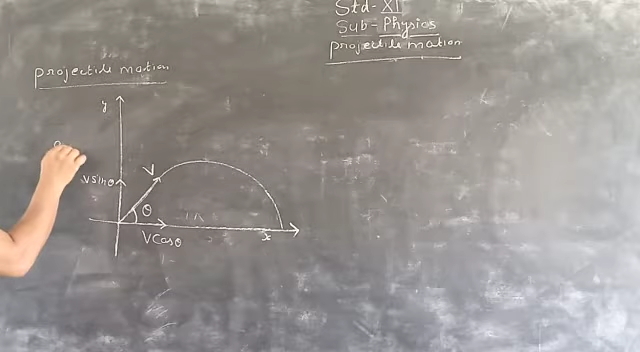 Std-XI
Sub-Physics
projectile motion
projectile motion
y
V
vsinθ
θ
VCosθ
x